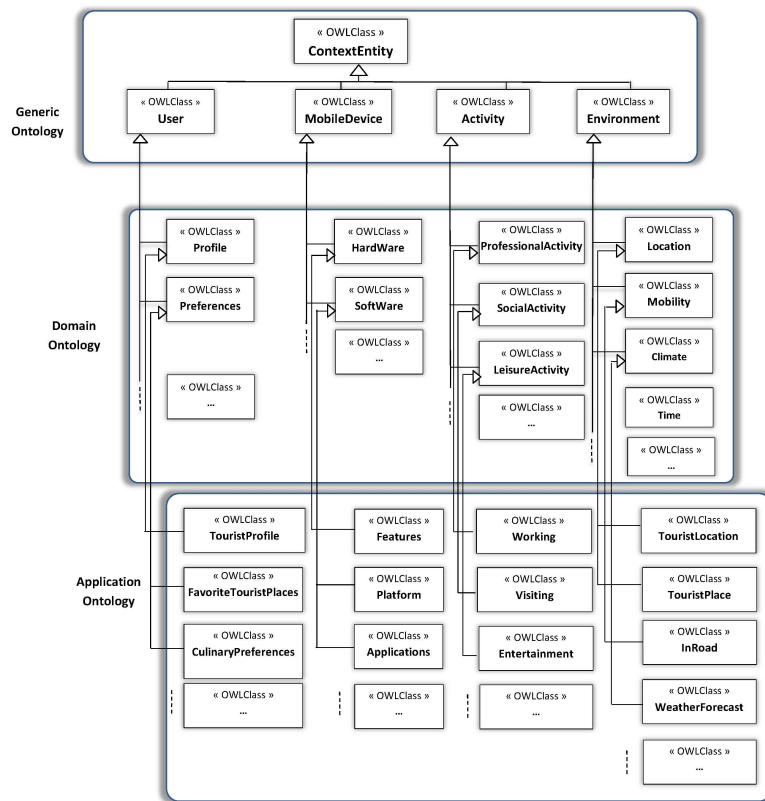 « OWLClass »
ContextEntity
Generic
Ontology
« OWLClass »
User
« OWLClass »
MobileDevice
« OWLClass »
Activity
« OWLClass »
Environment
Domain
Ontology
« OWLClass »
Profile
« OWLClass »
Preferences
« OWLClass »
...
« OWLClass »
HardWare
« OWLClass »
SoftWare
« OWLClass »
...
« OWLClass »
ProfessionalActivity
« OWLClass »
SocialActivity
« OWLClass »
LeisureActivity
« OWLClass »
...
« OWLClass »
Location
« OWLClass »
Mobility
« OWLClass »
Climate
« OWLClass »
Time
« OWLClass »
...
Application
Ontology
« OWLClass »
TouristProfile
« OWLClass »
FavoriteTouristPlaces
« OWLClass »
CulinaryPreferences
« OWLClass »
...
« OWLClass »
Features
« OWLClass »
Platform
« OWLClass »
Applications
« OWLClass »
...
« OWLClass »
Working
« OWLClass »
Visiting
« OWLClass »
Entertainment
« OWLClass »
...
« OWLClass »
TouristLocation
« OWLClass »
TouristPlace
« OWLClass »
InRoad
« OWLClass »
WeatherForecast
« OWLClass »
...